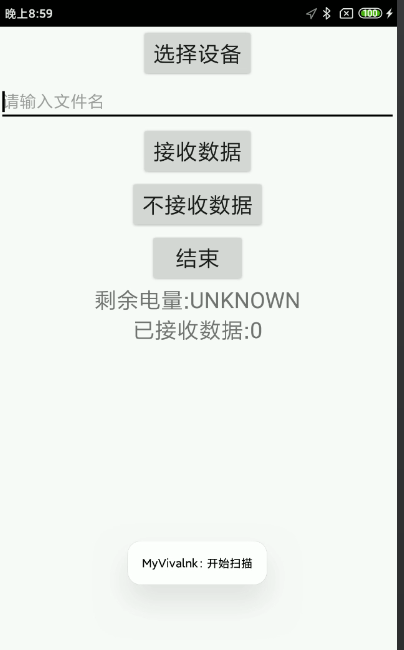 晚上8:59
100
选择设备
请输入文件名
接收数据
不接收数据
结束
剩余电量:UNKNOWN
已接收数据:0
MyVivalnk: 开始扫描